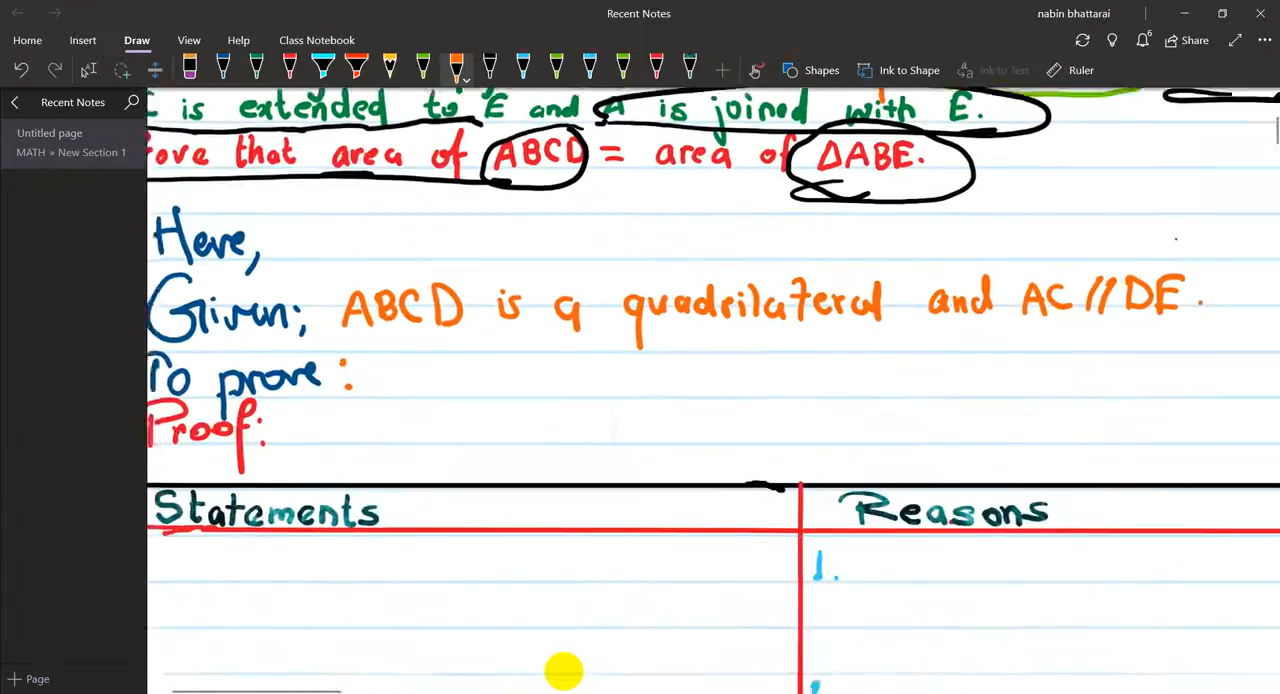 Recent Notes
nabin bhattarai
Home Insert Draw View Help Class Notebook
6
Share
Shapes
Ink to Shape
Ink to Text
Ruler
Recent Notes
Untitled page
MATH » New Section 1
is extended to E and A is joined with E.
ove that area of ABCD = area of ΔABE.
Here,
Given; ABCD is a quadrilateral and AC//DE.
To prove :
Proof:
Statements Reasons
1.
Page